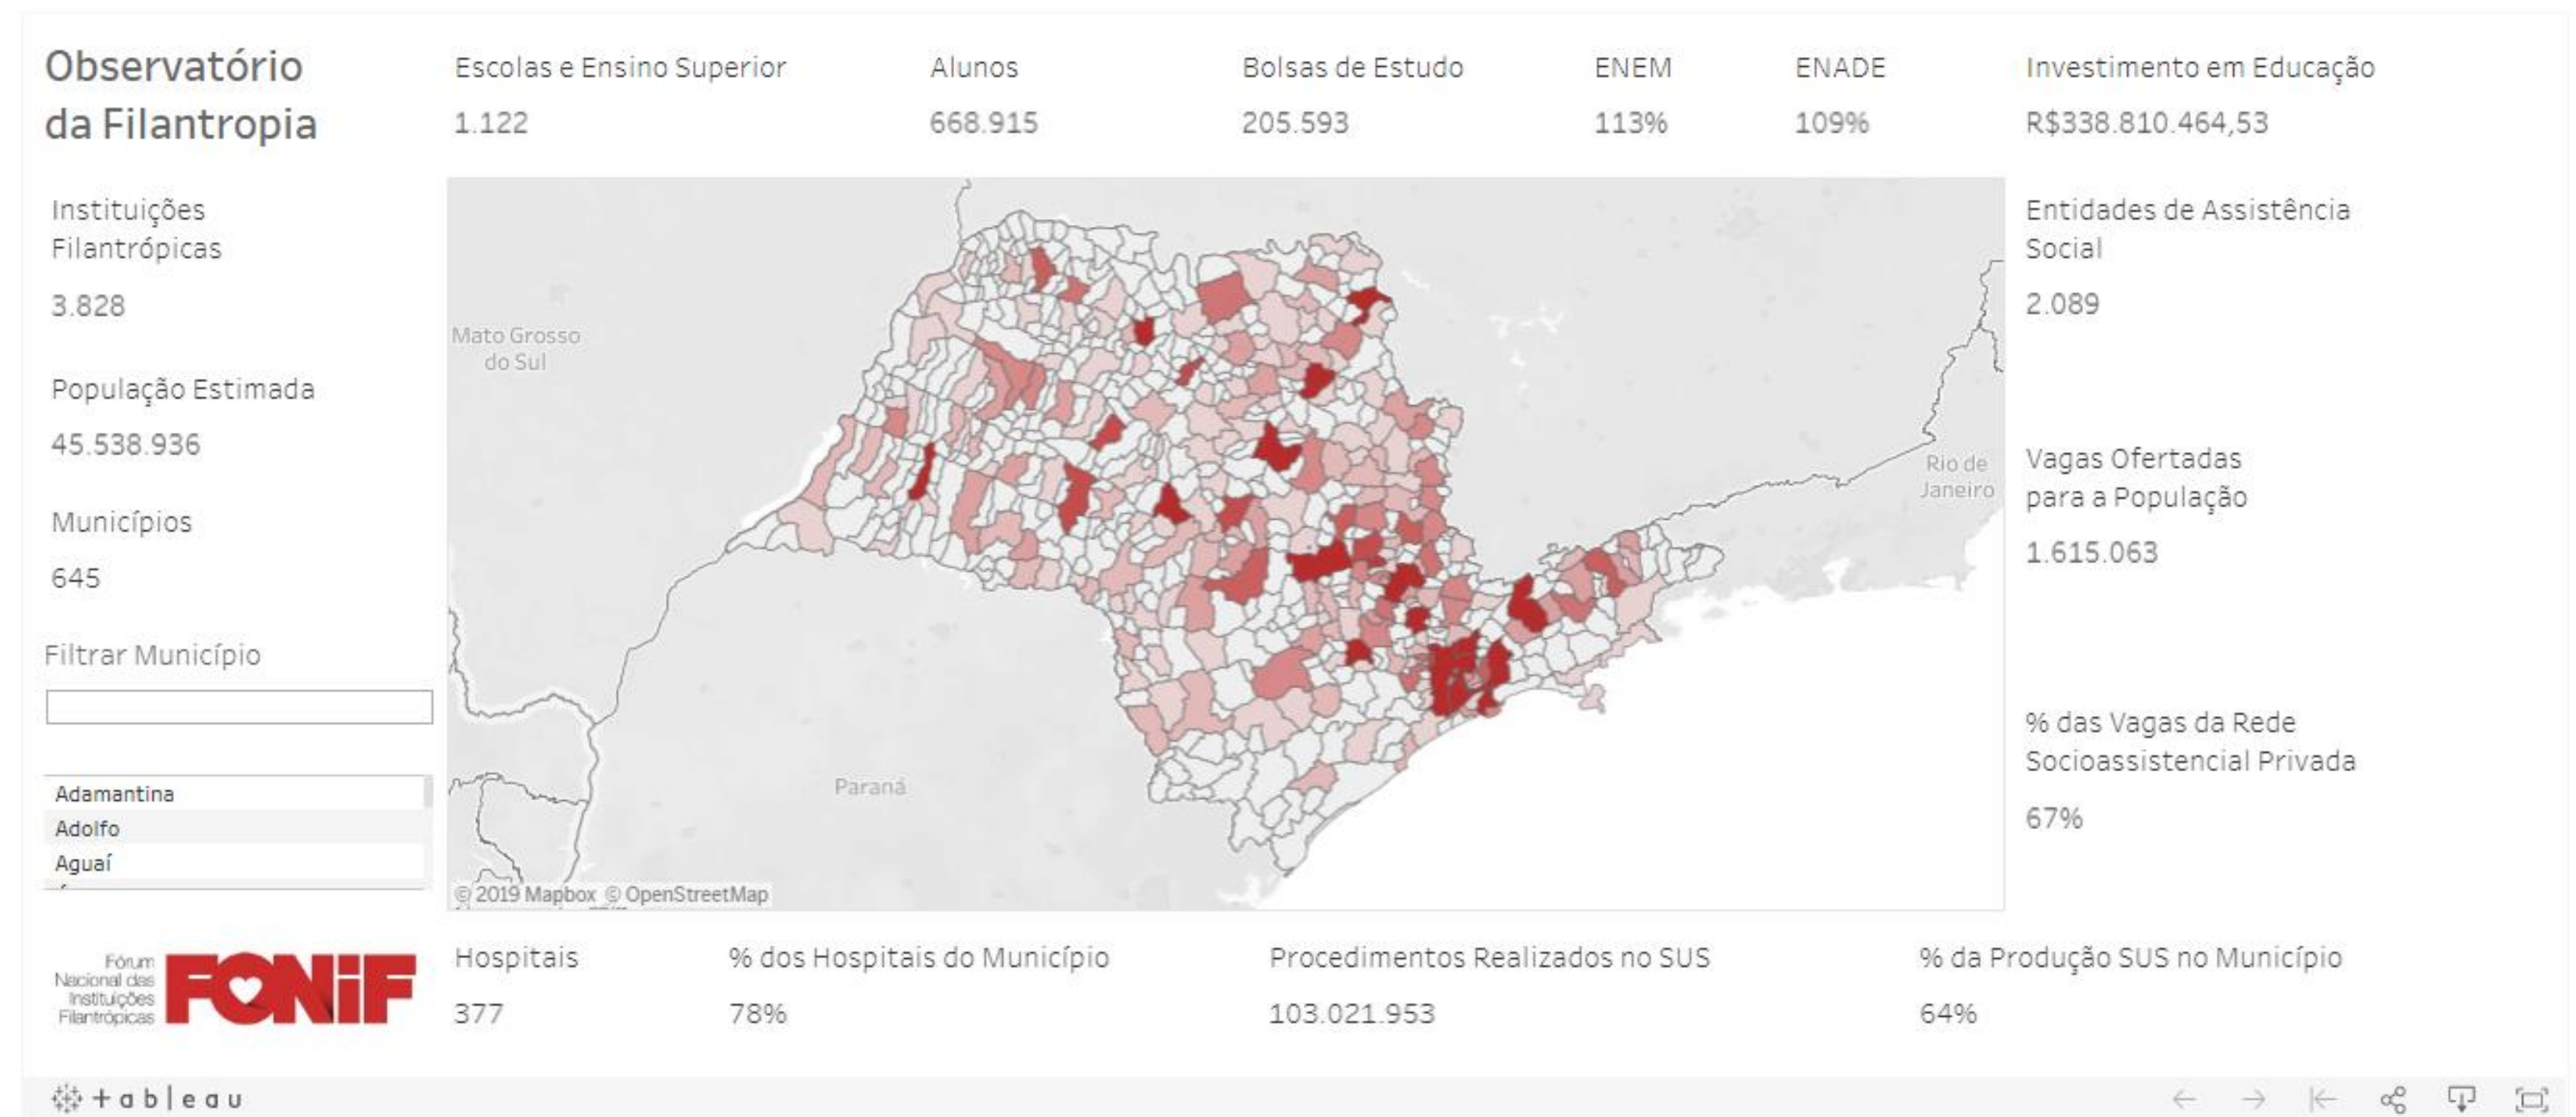 Observatório
da Filantropia
Escolas e Ensino Superior
1.122
Alunos
668.915
Bolsas de Estudo
205.593
ENEM
113%
ENADE
109%
Investimento em Educação
R$338.810.464,53
Instituições
Filantrópicas
3.828
População Estimada
45.538.936
Municípios
645
Filtrar Município
Adamantina
Adolfo
Aguaí
Mato Grosso
do Sul
Paraná
Rio de
Janeiro
© 2019 Mapbox © OpenStreetMap
Entidades de Assistência
Social
2.089
Vagas Ofertadas
para a População
1.615.063
% das Vagas da Rede
Socioassistencial Privada
67%
Fórum
Nacional das
Instituições
Filantrópicas
FONIF
Hospitais
377
% dos Hospitais do Município
78%
Procedimentos Realizados no SUS
103.021.953
% da Produção SUS no Município
64%
+ableau